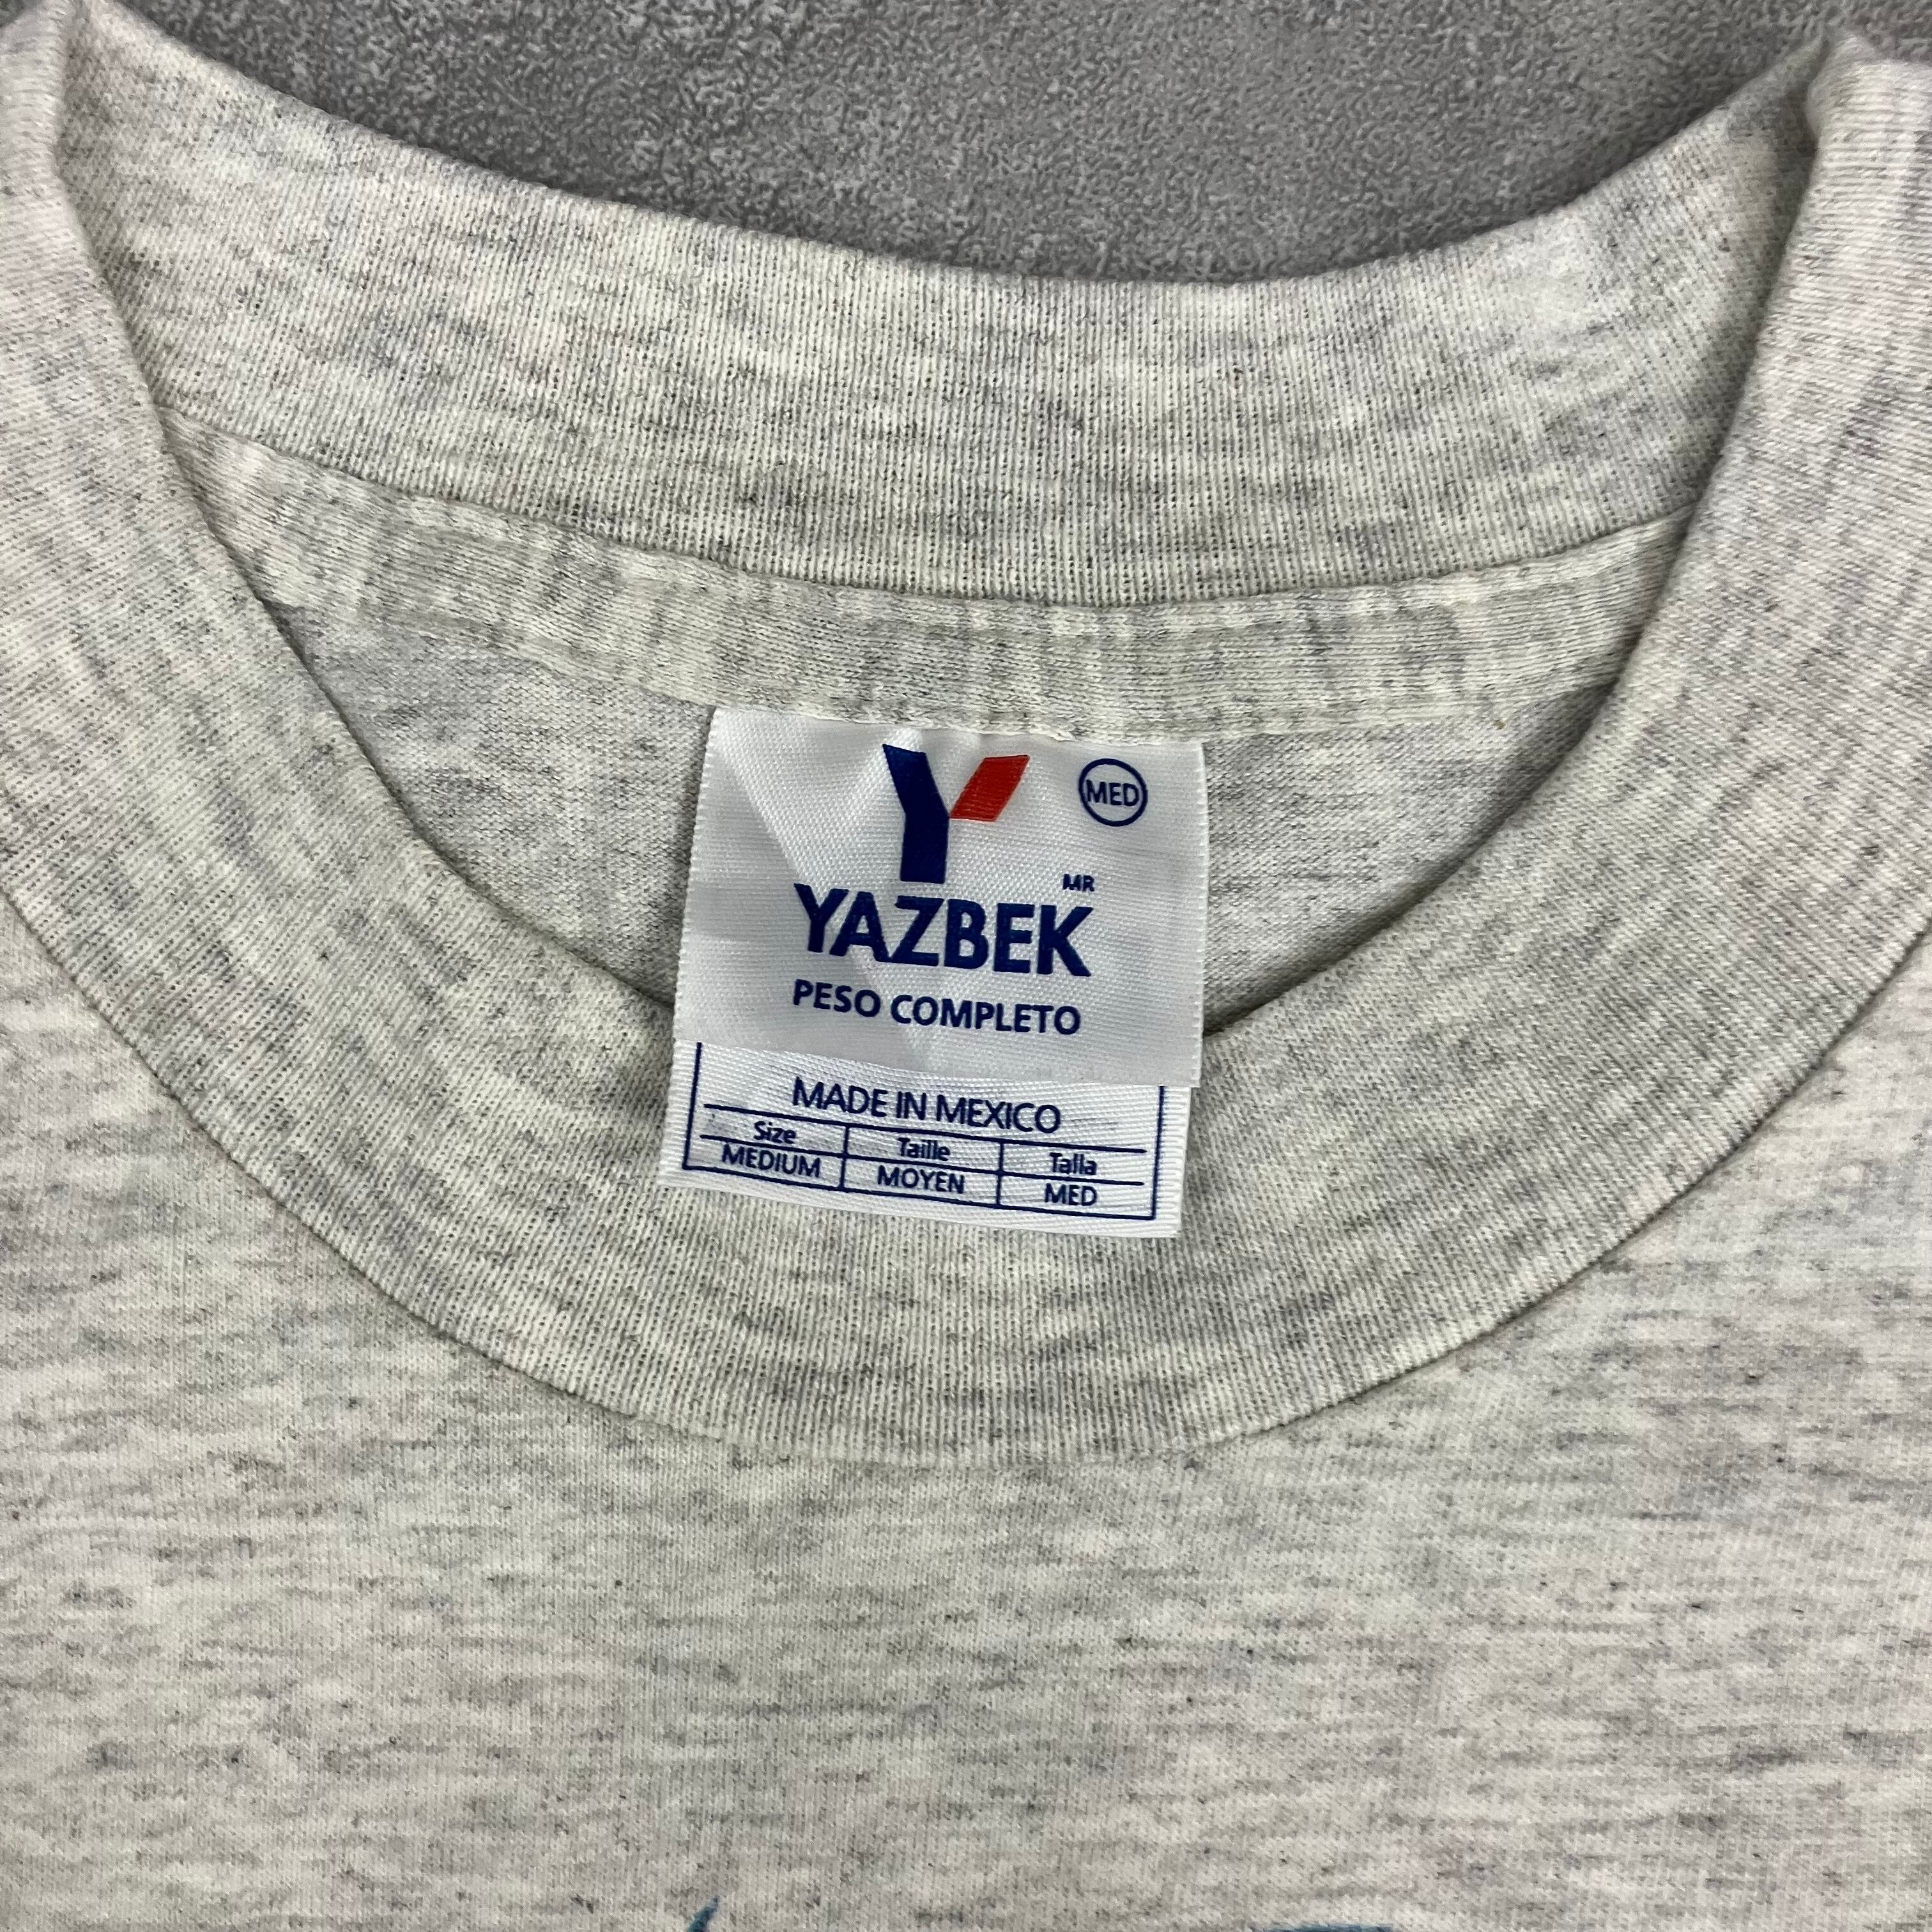 Y
MED
MR
YAZBEK
PESO COMPLETO
MADE IN MEXICO
Size Taille Talla
MEDIUM MOYEN MED